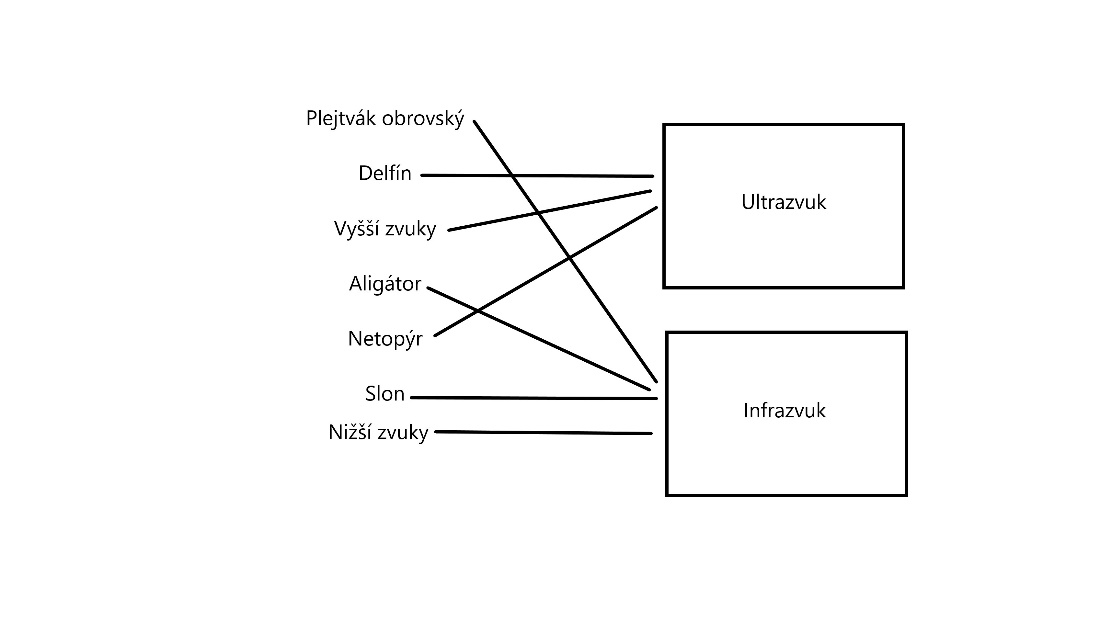 Plejtvák obrovský
Delfín
Vyšší zvuky
Aligátor
Netopýr
Slon
Nižší zvuky
Ultrazvuk
Infrazvuk